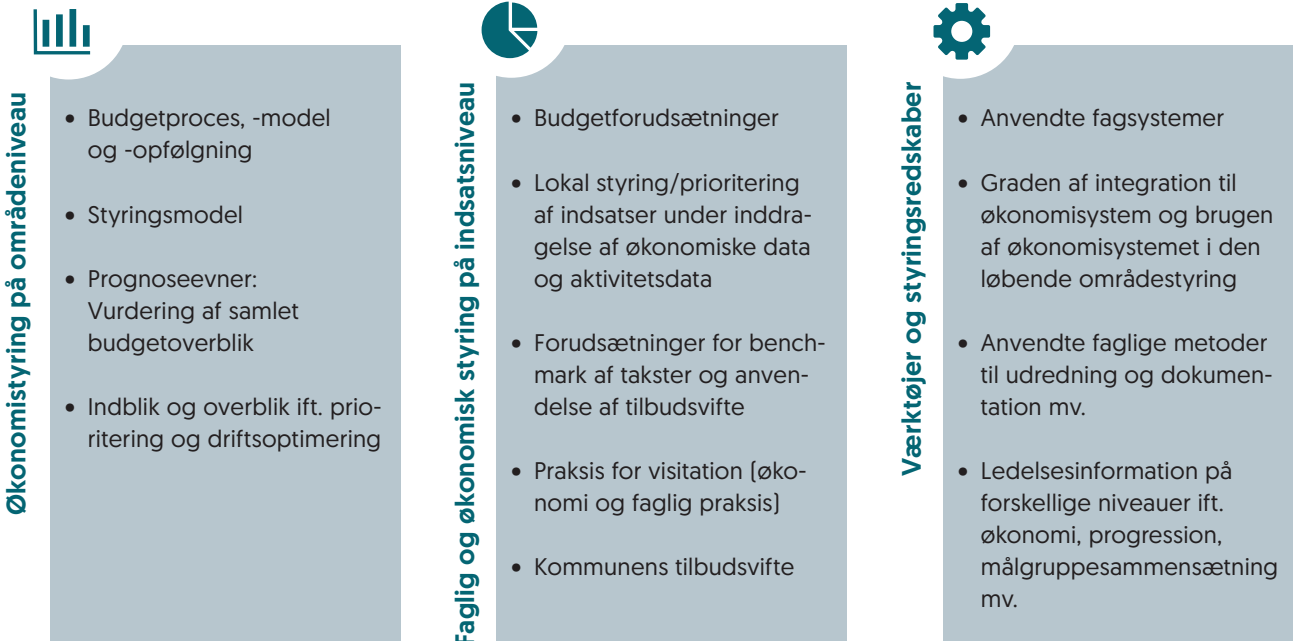 Økonomistyring på områdeniveau
• Budgetproces, -model
og -opfølgning
• Styringsmodel
• Prognoseevner:
Vurdering af samlet
budgetoverblik
• Indblik og overblik ift. prio-
ritering og driftsoptimering
Faglig og økonomisk styring på indsatsniveau
• Budgetforudsætninger
• Lokal styring/prioritering
af indsatser under inddra-
gelse af økonomiske data
og aktivitetsdata
• Forudsætninger for bench-
mark af takster og anven-
delse af tilbudsvifte
• Praksis for visitation (øko-
nomi og faglig praksis)
• Kommunens tilbudsvifte
Værktøjer og styringsredskaber
• Anvendte fagsystemer
• Graden af integration til
økonomisystem og brugen
af økonomisystemet i den
løbende områdestyring
• Anvendte faglige metoder
til udredning og dokumen-
tation mv.
• Ledelsesinformation på
forskellige niveauer ift.
økonomi, progression,
målgruppesammensætning
mv.